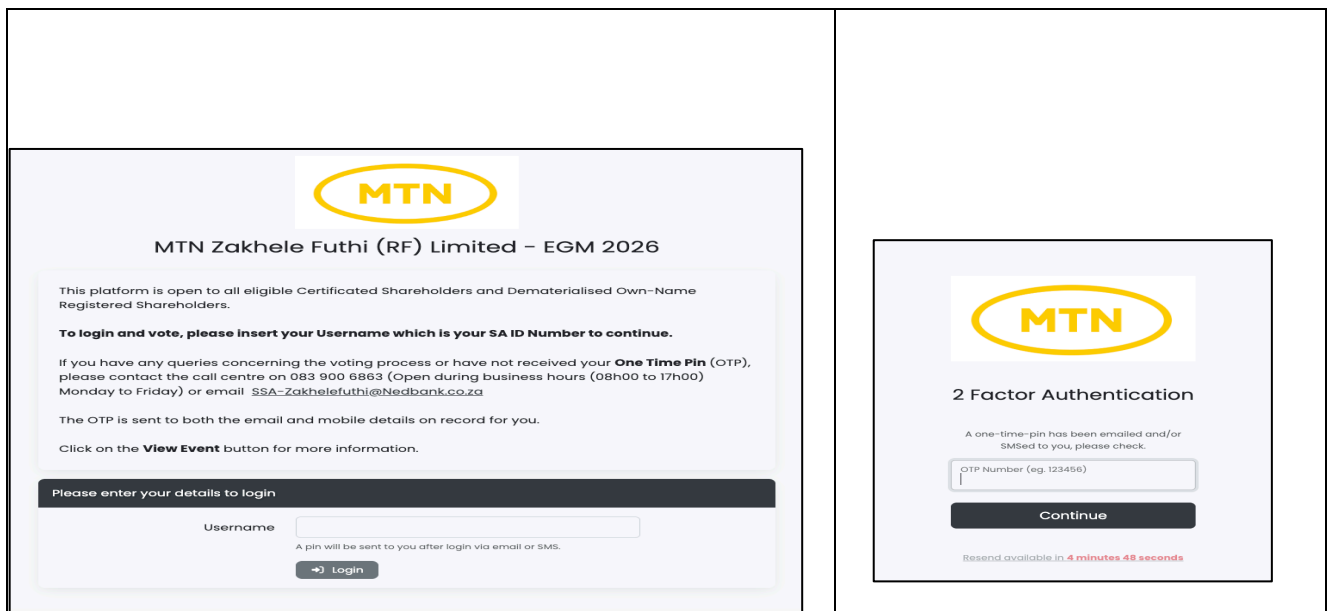 MTN
MTN Zakhele Futhi (RF) Limited - EGM 2026
This platform is open to all eligible Certificated Shareholders and Dematerialised Own-Name
Registered Shareholders.
To login and vote, please insert your Username which is your SA ID Number to continue.
If you have any queries concerning the voting process or have not received your One Time Pin (OTP),
please contact the call centre on 083 900 6863 (Open during business hours (08h00 to 17h00)
Monday to Friday) or email SSA-Zakhelefuthi@Nedbank.co.za
The OTP is sent to both the email and mobile details on record for you.
Click on the View Event button for more information.
Please enter your details to login
Username
A pin will be sent to you after login via email or SMS.
Login
MTN
2 Factor Authentication
A one-time-pin has been emailed and/or
SMSed to you, please check.
OTP Number (eg. 123456)
Continue
Resend available in 4 minutes 48 seconds